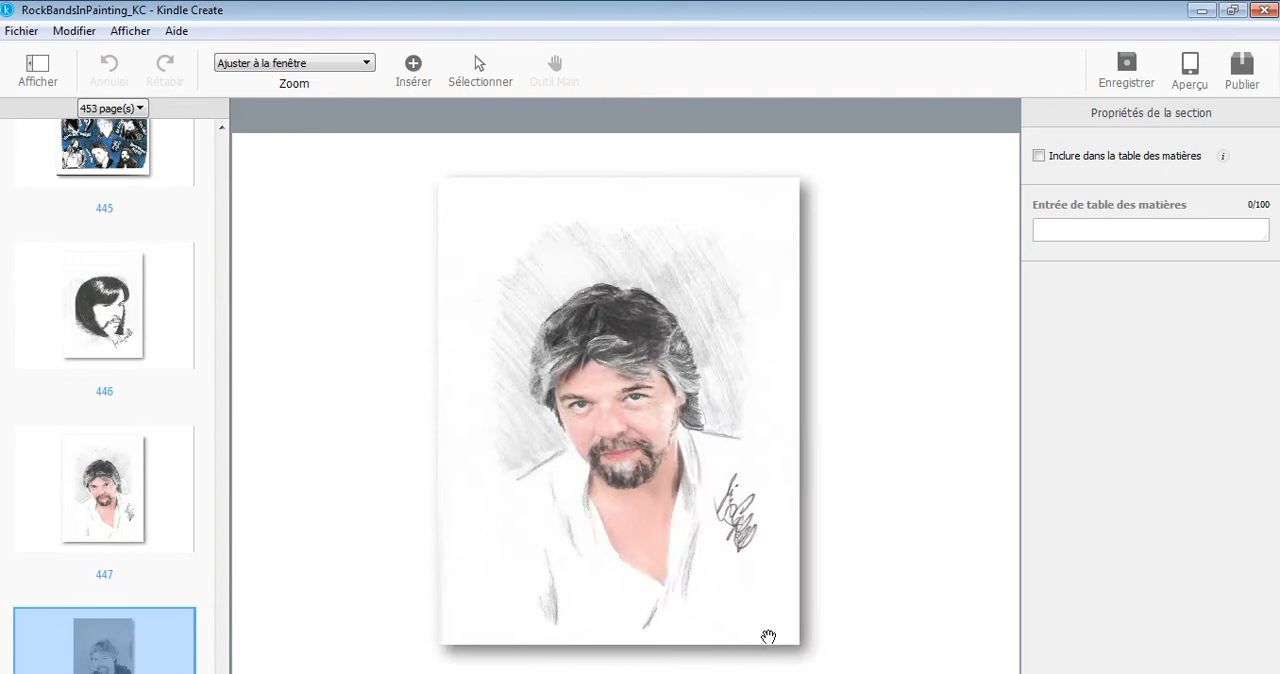 RockBandsInPainting_KC - Kindle Create
Fichier Modifier Afficher Aide
Afficher Annuler Rétablir Ajuster à la fenêtre Zoom Insérer Sélectionner Outil Main Enregistrer Aperçu Publier
453 page(s)
Propriétés de la section
Inclure dans la table des matières i
Entrée de table des matières 0/100
445
446
447